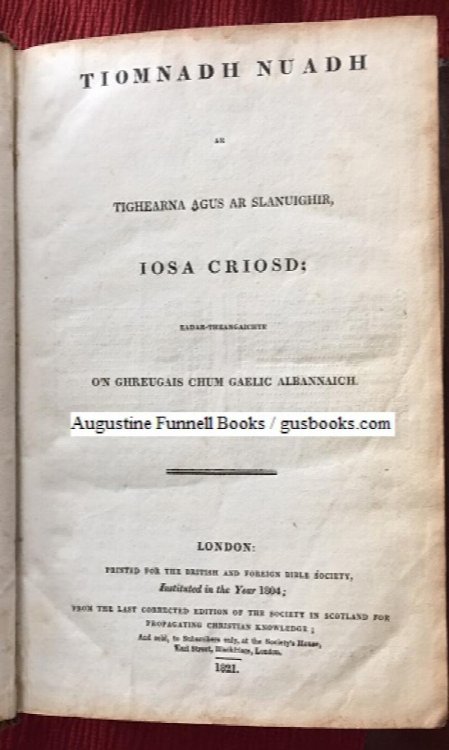 TIOMNADH NUADH
AR
TIGHEARNA AGUS AR SLANUIGHIR,
IOSA CRIOSD;
EADAR-THEANGAICHTE
O'N GHREUGAIS CHUM GAELIC ALBANNAICH.
Augustine Funnell Books / gusbooks.com
LONDON:
PRINTED FOR THE BRITISH AND FOREIGN BIBLE SOCIETY,
Instituted in the Year 1804;
FROM THE LAST CORRECTED EDITION OF THE SOCIETY IN SCOTLAND FOR
PROPAGATING CHRISTIAN KNOWLEDGE;
And sold, to Subscribers only, at the Society's House,
Earl Street, Blackfriars, London.
1821.